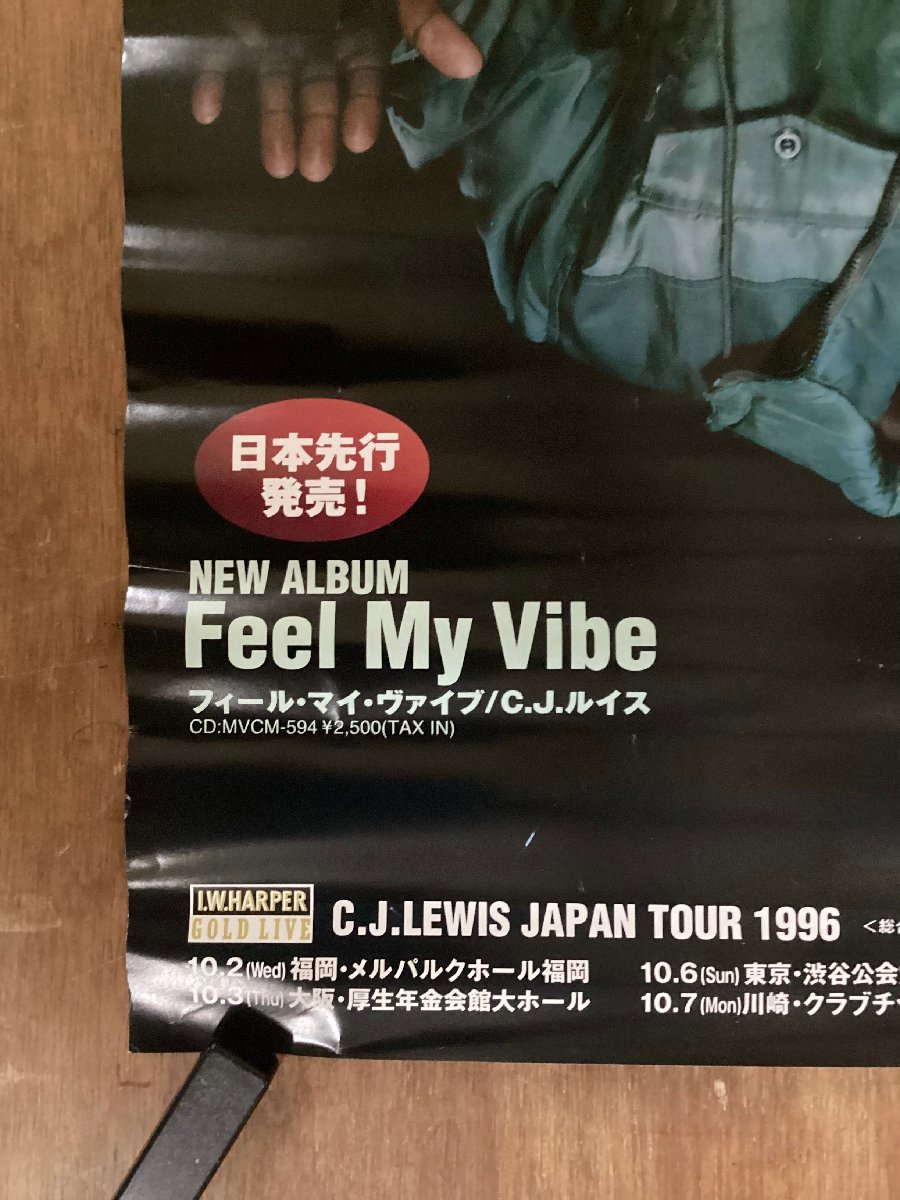 日本先行
発売!
NEW ALBUM
Feel My Vibe
フィール・マイ・ヴァイブ/C.J.ルイス
CD:MVCM-594 ¥2,500(TAX IN)
I.W.HARPER
GOLD LIVE
C.J.LEWIS JAPAN TOUR 1996 <総
10.2(Wed) 福岡・メルパルクホール福岡 10.6(Sun) 東京・渋谷公会
10.3(Thu) 大阪・厚生年金会館大ホール 10.7(Mon) 川崎・クラブチ